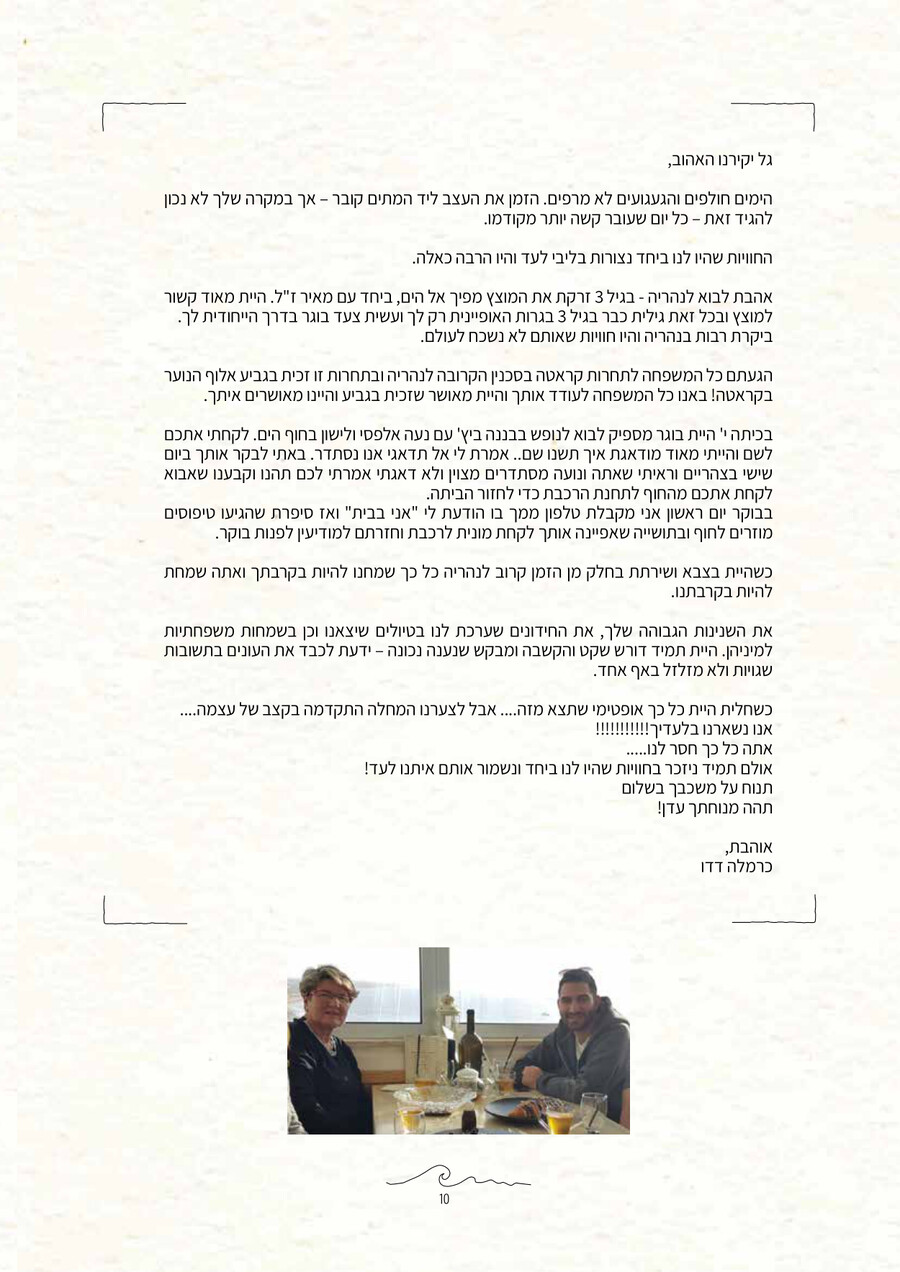 גל יקירנו האהוב,
הימים חולפים והגעגועים לא מרפים. הזמן את העצב ליד המתים קובר – אך במקרה שלך לא נכון
להגיד זאת – כל יום שעובר קשה יותר מקודמו.
החוויות שהיו לנו ביחד נצורות בליבי לעד והיו הרבה כאלה.
אהבת לבוא לנהריה - בגיל 3 זרקת את המוצץ מפיך אל הים, ביחד עם מאיר ז"ל. היית מאוד קשור
למוצץ ובכל זאת גילית כבר בגיל 3 בגרות האופיינית רק לך ועשית צעד בוגר בדרך הייחודית לך.
ביקרת רבות בנהריה והיו חוויות שאותם לא נשכח לעולם.
הגעתם כל המשפחה לתחרות קראטה בסכנין הקרובה לנהריה ובתחרות זו זכית בגביע אלוף הנוער
בקראטה! באנו כל המשפחה לעודד אותך והיית מאושר שזכית בגביע והיינו מאושרים איתך.
בכיתה י' היית בוגר מספיק לבוא לנופש בבננה ביץ' עם נעה אלפסי ולישון בחוף הים. לקחתי אתכם
לשם והייתי מאוד מודאגת איך תשנו שם.. אמרת לי אל תדאגי אנו נסתדר. באתי לבקר אותך ביום
שישי בצהריים וראיתי שאתה ונועה מסתדרים מצוין ולא דאגתי אמרתי לכם תהנו וקבענו שאבוא
לקחת אתכם מהחוף לתחנת הרכבת כדי לחזור הביתה.
בבוקר יום ראשון אני מקבלת טלפון ממך בו הודעת לי "אני בבית" ואז סיפרת שהגיעו טיפוסים
מוזרים לחוף ובתושייה שאפיינה אותך לקחת מונית לרכבת וחזרתם למודיעין לפנות בוקר.
כשהיית בצבא ושירתת בחלק מן הזמן קרוב לנהריה כל כך שמחנו להיות בקרבתך ואתה שמחת
להיות בקרבתנו.
את השנינות הגבוהה שלך, את החידונים שערכת לנו בטיולים שיצאנו וכן בשמחות משפחתיות
למיניהן. היית תמיד דורש שקט והקשבה ומבקש שנענה נכונה – ידעת לכבד את העונים בתשובות
שגויות ולא מזלזל באף אחד.
כשחלית היית כל כך אופטימי שתצא מזה.... אבל לצערנו המחלה התקדמה בקצב של עצמה....
אנו נשארנו בלעדיך!!!!!!!!!!!
אתה כל כך חסר לנו.....
אולם תמיד ניזכר בחוויות שהיו לנו ביחד ונשמור אותם איתנו לעד!
תנוח על משכבך בשלום
תהה מנוחתך עדן!
אוהבת,
כרמלה דדו
10